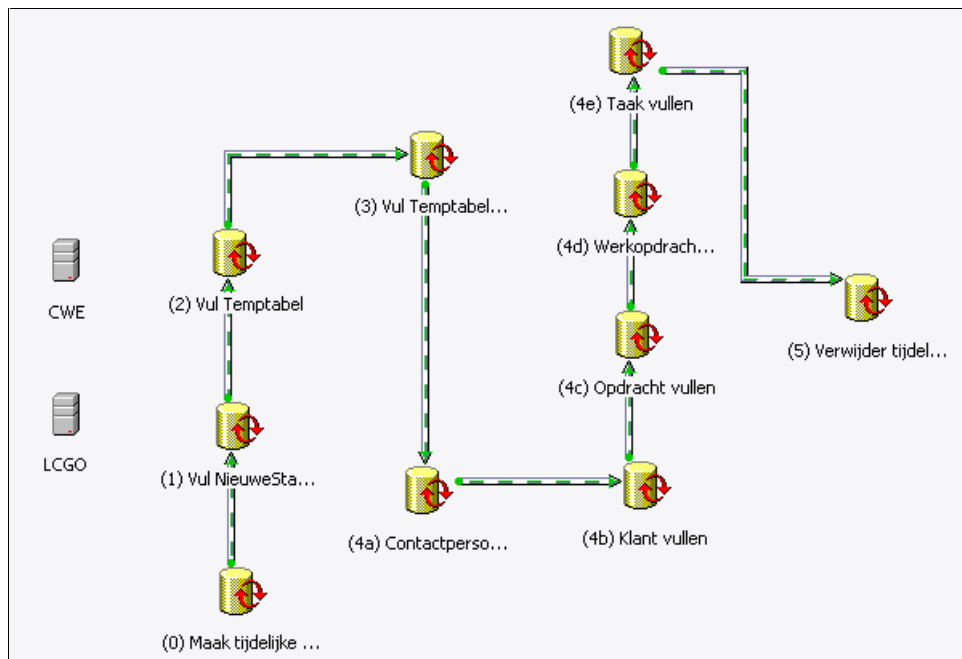 (4e) Taak vullen
(3) Vul Temptabel...
(4d) Werkopdrach...
(2) Vul Temptabel
CWE
(5) Verwijder tijdel...
(4c) Opdracht vullen
LCGO
(1) Vul NieuweSta...
(4a) Contactperso...
(4b) Klant vullen
(0) Maak tijdelijke ...